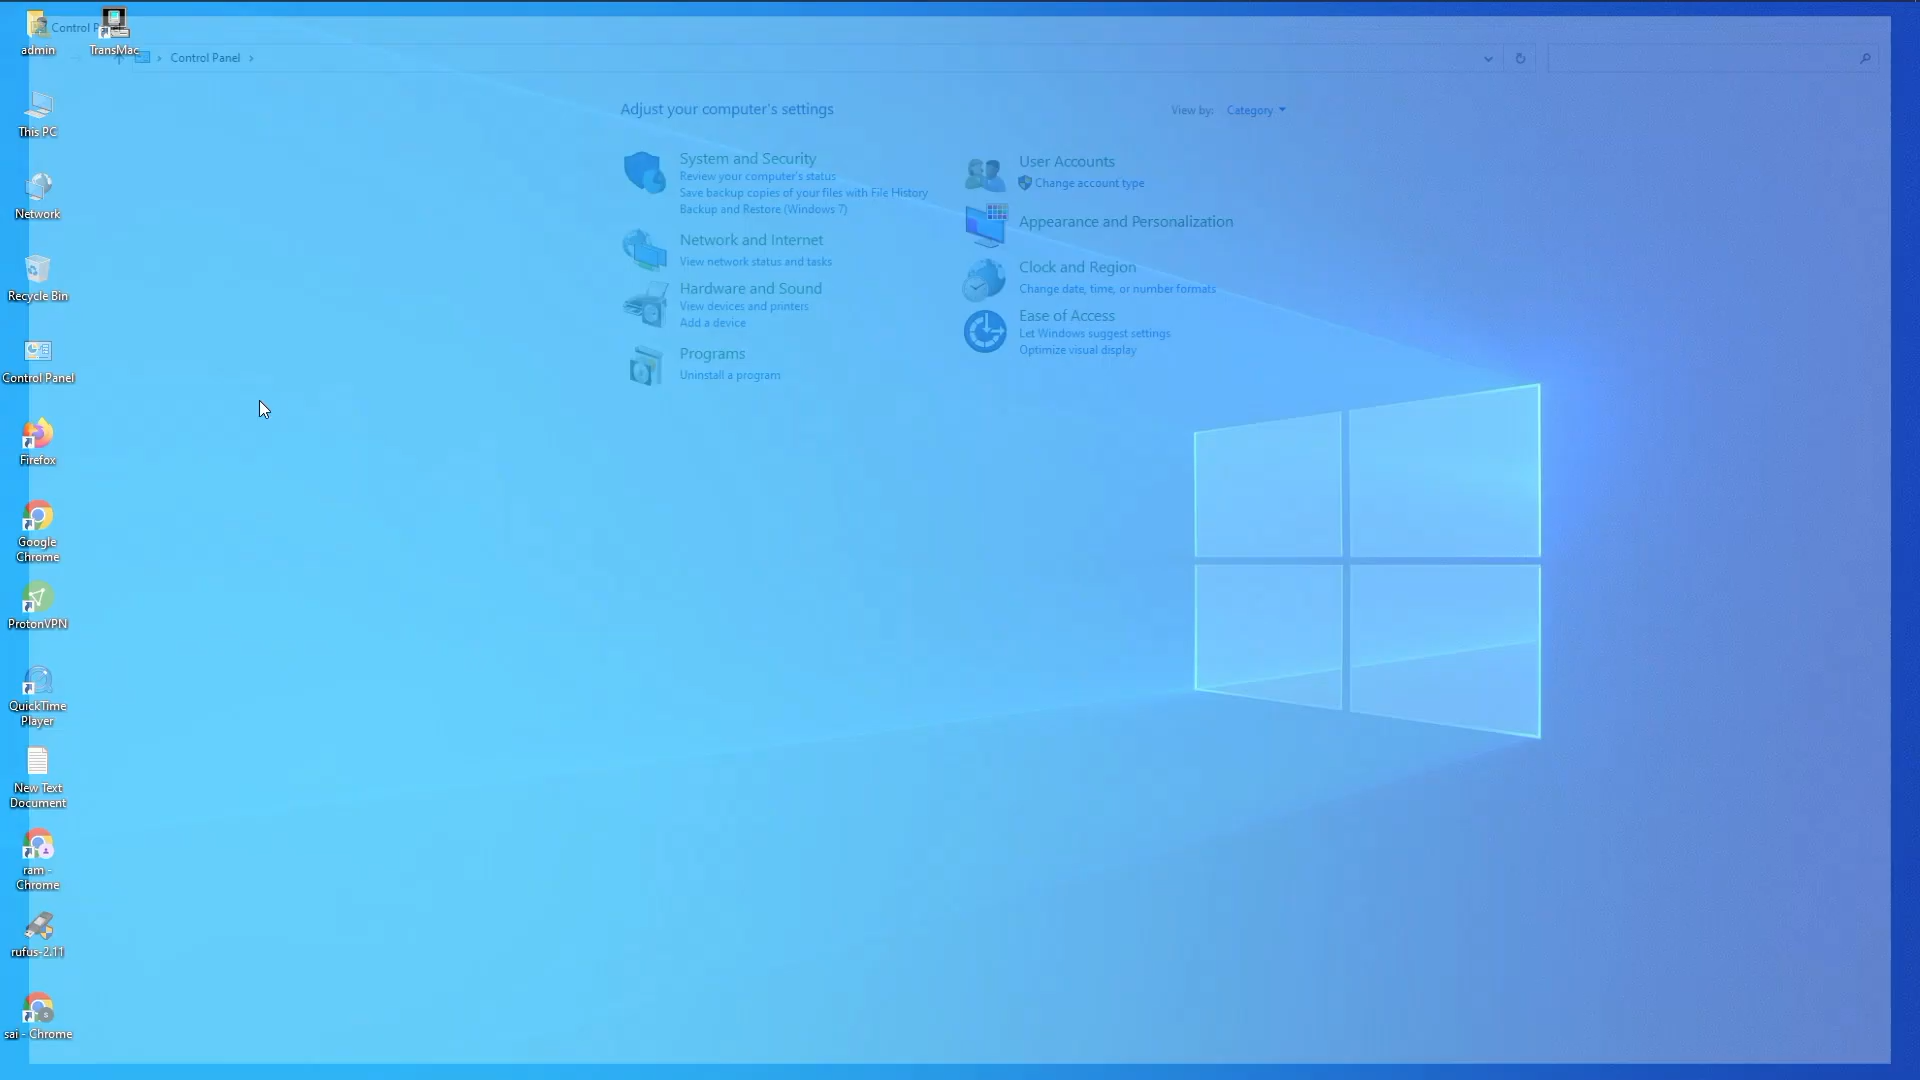 Control P
admin
TransMac
Control Panel
This PC
Network
Recycle Bin
Control Panel
Firefox
Google
Chrome
ProtonVPN
QuickTime
Player
New Text
Document
ram -
Chrome
rufus-2.11
sai - Chrome
Adjust your computer's settings
View by:
Category
System and Security
Review your computer's status
Save backup copies of your files with File History
Backup and Restore (Windows 7)
Network and Internet
View network status and tasks
Hardware and Sound
View devices and printers
Add a device
Programs
Uninstall a program
User Accounts
Change account type
Appearance and Personalization
Clock and Region
Change date, time, or number formats
Ease of Access
Let Windows suggest settings
Optimize visual display